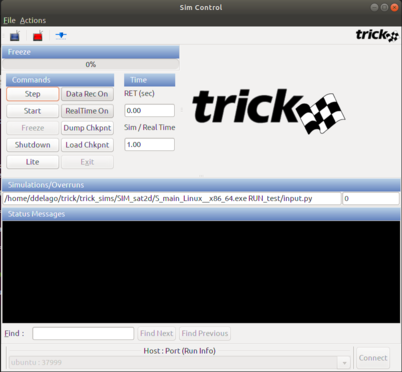 Sim Control
File Actions
trick
Freeze
0%
Commands
Time
Step
Data Rec On
RET (sec)
Start
RealTime On
0.00
Freeze
Dump Chkpnt
Sim / Real Time
Shutdown
Load Chkpnt
1.00
Lite
Exit
trick
Simulations/Overruns
/home/ddelago/trick/trick_sims/SIM_sat2d/S_main_Linux__x86_64.exe RUN_test/input.py
0
Status Messages
Find :
Find Next
Find Previous
Host : Port (Run Info)
ubuntu : 37999
Connect